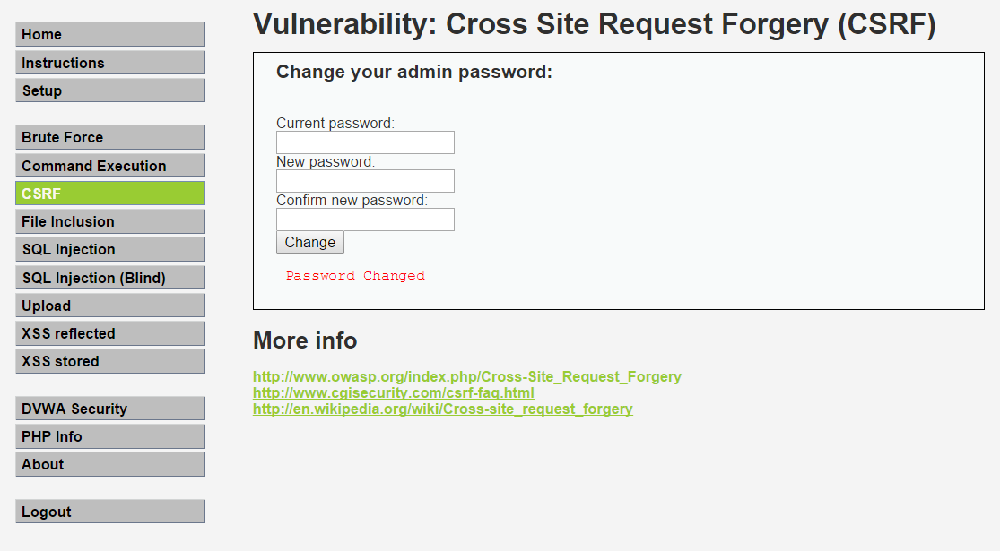 Home
Instructions
Setup
Brute Force
Command Execution
CSRF
File Inclusion
SQL Injection
SQL Injection (Blind)
Upload
XSS reflected
XSS stored
DVWA Security
PHP Info
About
Logout
Vulnerability: Cross Site Request Forgery (CSRF)
Change your admin password:
Current password:
New password:
Confirm new password:
Change
Password Changed
More info
http://www.owasp.org/index.php/Cross-Site_Request_Forgery
http://www.cgisecurity.com/csrf-faq.html
http://en.wikipedia.org/wiki/Cross-site_request_forgery